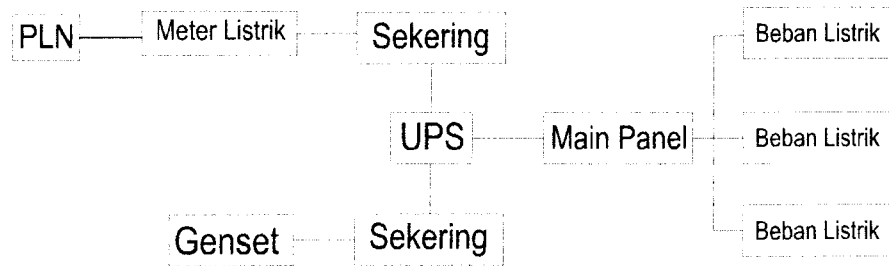 PLN
Meter Listrik
Sekering
Beban Listrik
UPS
Main Panel
Beban Listrik
Genset
Sekering
Beban Listrik